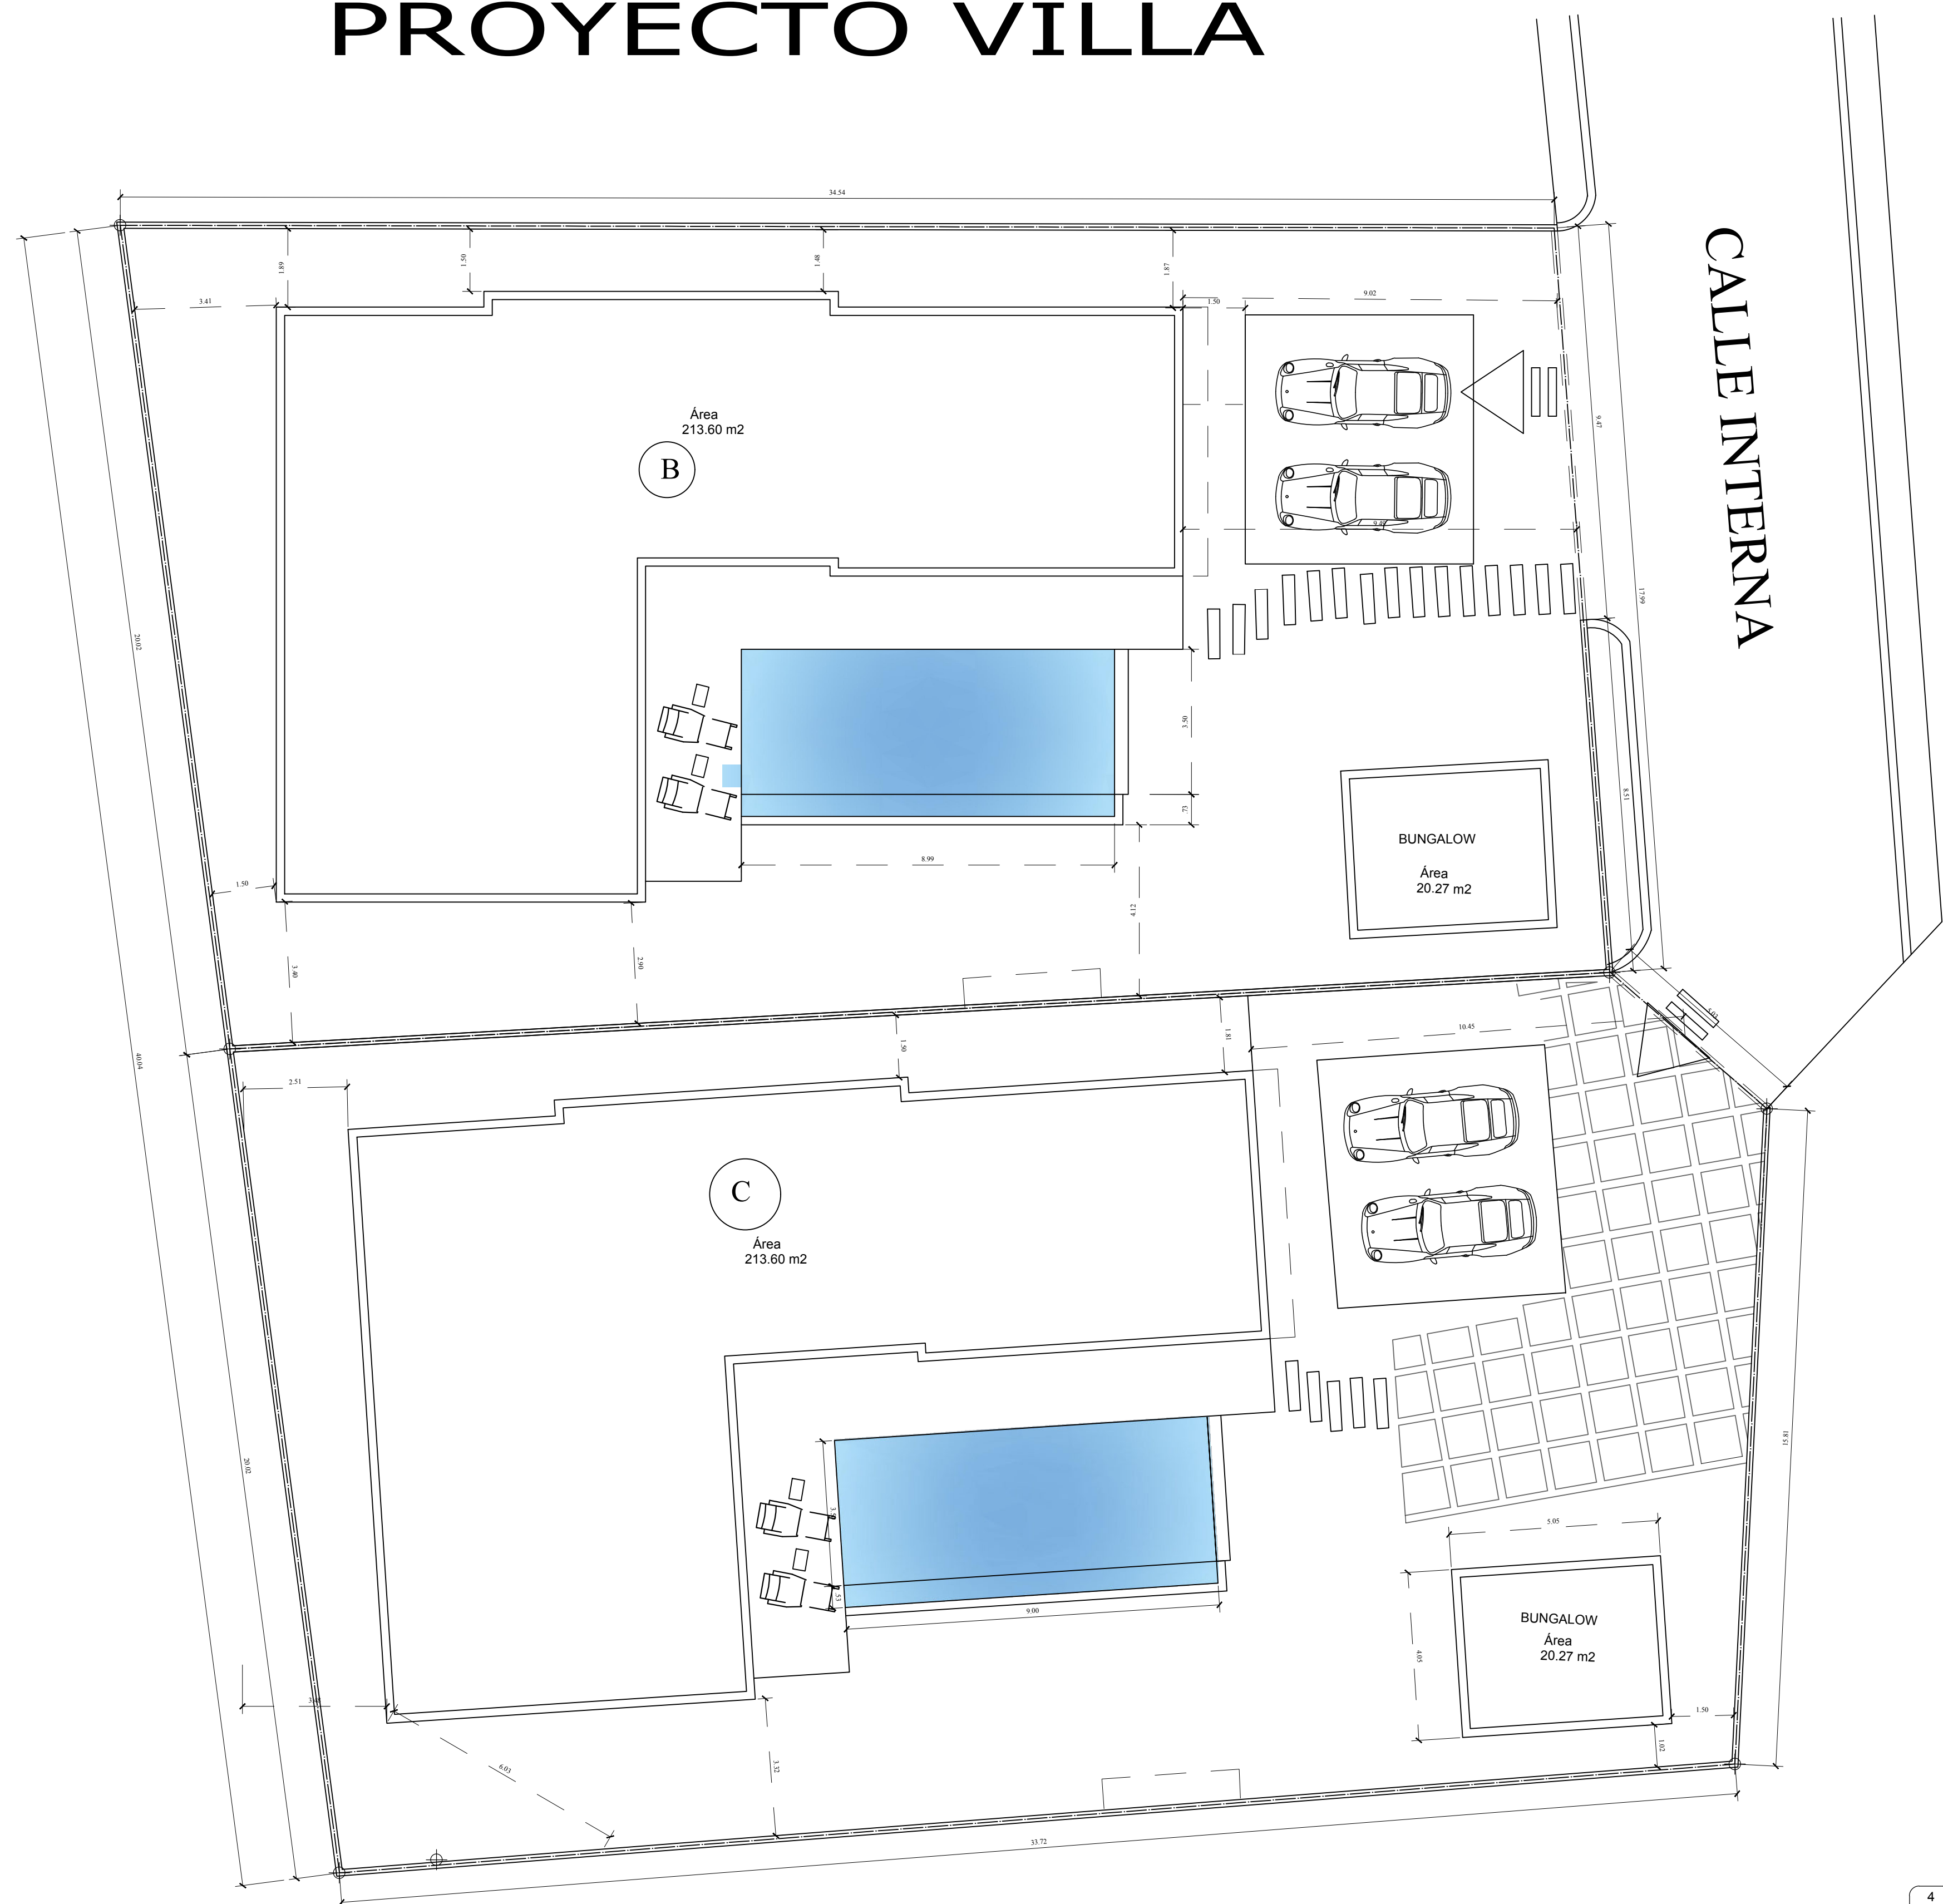 PROYECTO VILLA
34.54
1.89
1.50
1.48
1.87
3.41
1.50
9.02
CALLE INTERNA
Área
213.60 m2
B
9.47
17.99
20.02
3.50
.73
8.99
8.51
BUNGALOW
Área
20.27 m2
1.50
4.12
3.40
2.90
40.04
1.50
1.81
10.45
2.51
C
Área
213.60 m2
15.81
20.02
.53
9.00
5.05
4.05
BUNGALOW
Área
20.27 m2
1.50
1.02
6.03
3.32
33.72
4